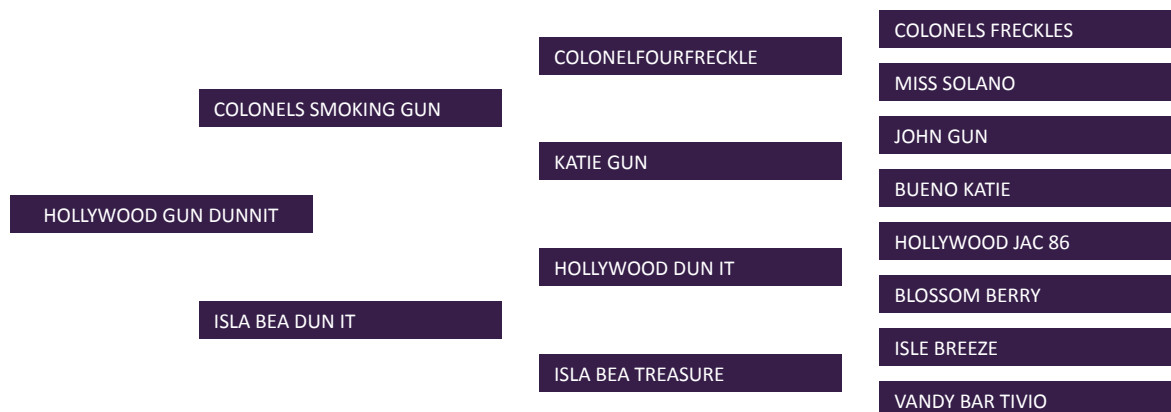 COLONELS FRECKLES
COLONELFOURFRECKLE
MISS SOLANO
COLONELS SMOKING GUN
JOHN GUN
KATIE GUN
BUENO KATIE
HOLLYWOOD GUN DUNNIT
HOLLYWOOD JAC 86
HOLLYWOOD DUN IT
BLOSSOM BERRY
ISLA BEA DUN IT
ISLE BREEZE
ISLA BEA TREASURE
VANDY BAR TIVIO